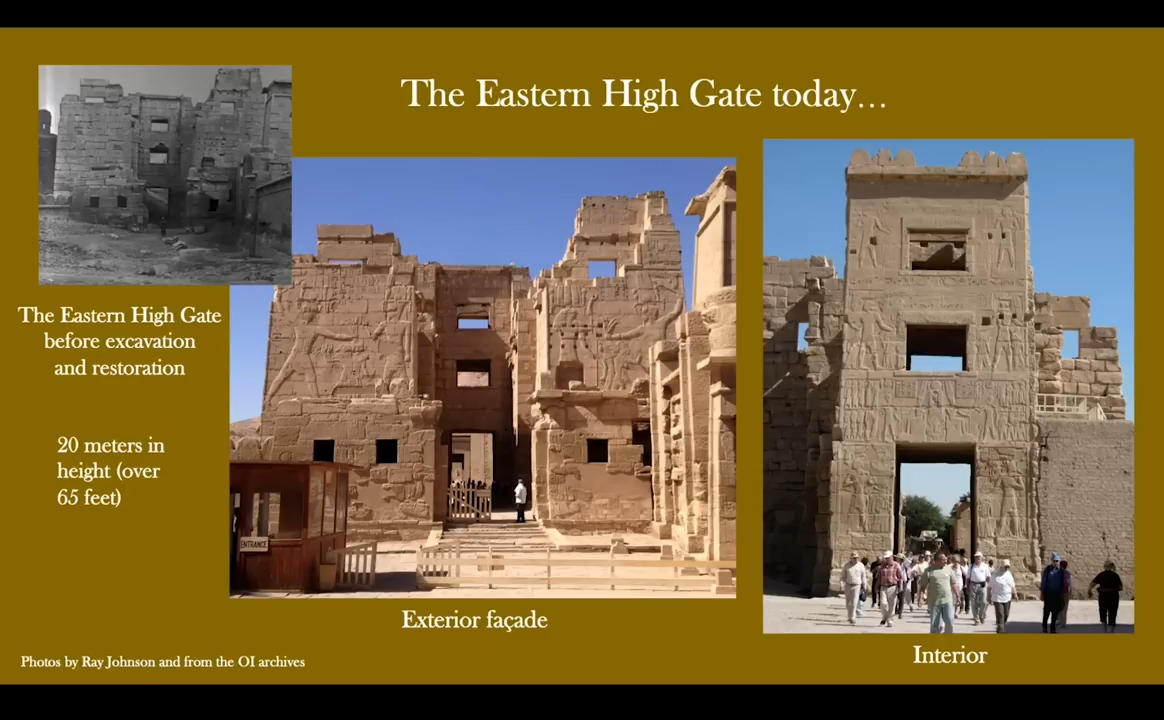 The Eastern High Gate today...
The Eastern High Gate
before excavation
and restoration
20 meters in
height (over
65 feet)
ENTRANCE
Exterior façade
Interior
Photos by Ray Johnson and from the OI archives